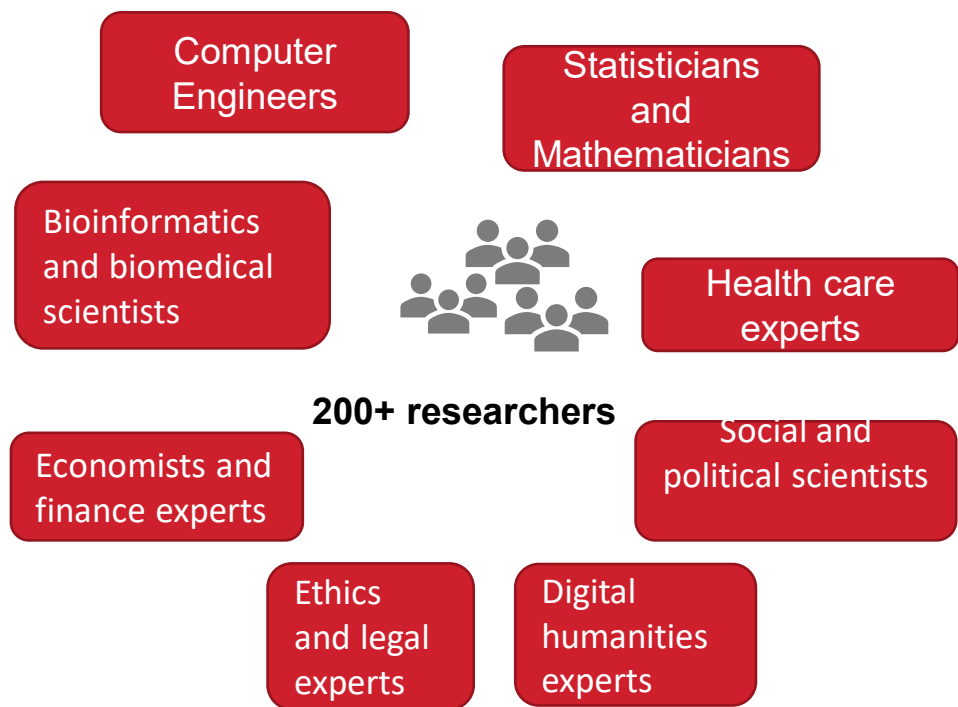 Computer
Engineers
Statisticians
and
Mathematicians
Bioinformatics
and biomedical
scientists
Health care
experts
200+ researchers
Economists and
finance experts
Social and
political scientists
Ethics
and legal
experts
Digital
humanities
experts